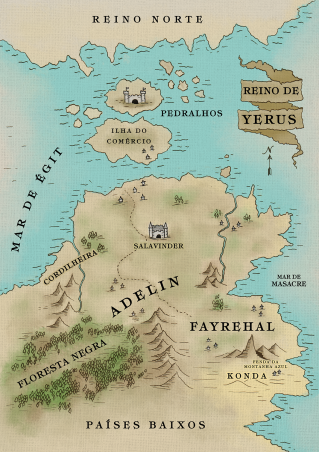 REINO NORTE
REINO DE
YERUS
PEDRALHOS
ILHA DO
COMÉRCIO
MAR DE ÉGIT
N
SALAVINDER
CORDILHEIRA
MAR DE
MASACRE
ADELIN
FAYREHAL
FLORESTA NEGRA
FENDA DA
MONTANHA AZUL
KONDA
PAÍSES BAIXOS